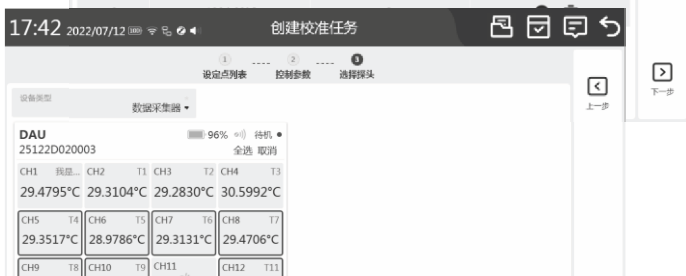 17:42 2022/07/12 创建校准任务
1 2 3
设定点列表 控制参数 选择探头
上一步
下一步
设备类型
数据采集器
DAU 96% 待机
25122D020003 全选 取消
CH1 我是... CH2 T1 CH3 T2 CH4 T3
29.4795°C 29.3104°C 29.2830°C 30.5992°C
CH5 T4 CH6 T5 CH7 T6 CH8 T7
29.3517°C 28.9786°C 29.3131°C 29.4706°C
CH9 T8 CH10 T9 CH11 CH12 T11